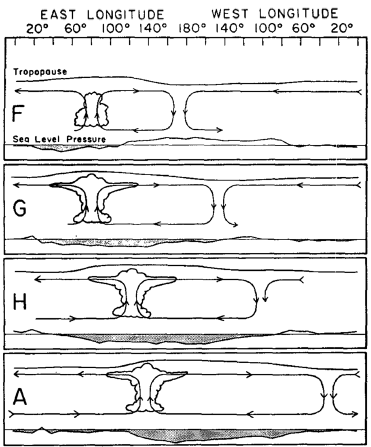 EAST LONGITUDE WEST LONGITUDE
20° 60° 100° 140° 180° 140° 100° 60° 20°
Tropopause
F
Sea Level Pressure
G
H
A